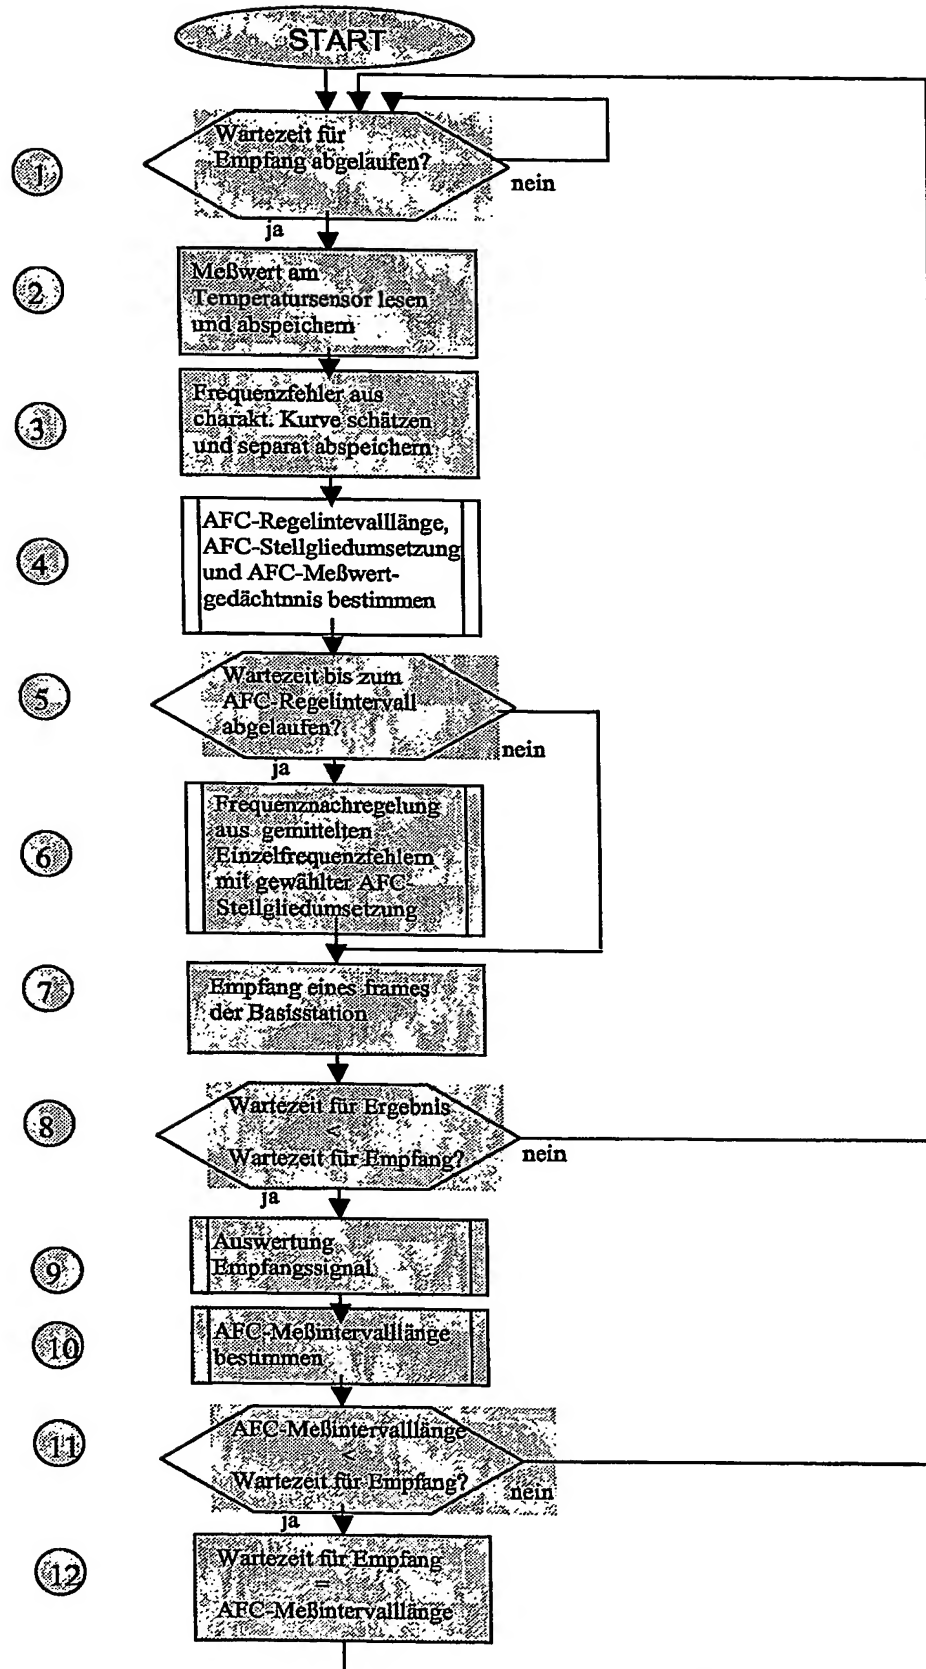 START
Wartezeit für
Empfang abgelaufen?
1
nein
ja
2
Meßwert am
Temperatursensor lesen
und abspeichern
3
Frequenzfehler aus
charakt. Kurve schätzen
und separat abspeichern
4
AFC-Regelintevalllänge,
AFC-Stellgliedumsetzung
und AFC-Meßwert-
gedächtnnis bestimmen
5
Wartezeit bis zum
AFC-Regelintervall
abgelaufen?
nein
ja
6
Frequenznachregelung
aus gemittelten
Einzelfrequenzfehlern
mit gewählter AFC-
Stellgliedumsetzung
7
Empfang eines frames
der Basisstation
8
Wartezeit für Ergebnis
<
Wartezeit für Empfang?
nein
ja
9
Auswertung
Empfangssignal
10
AFC-Meßintervalllänge
bestimmen
11
AFC-Meßintervalllänge
<
Wartezeit für Empfang?
nein
ja
12
Wartezeit für Empfang
=
AFC-Meßintervalllänge